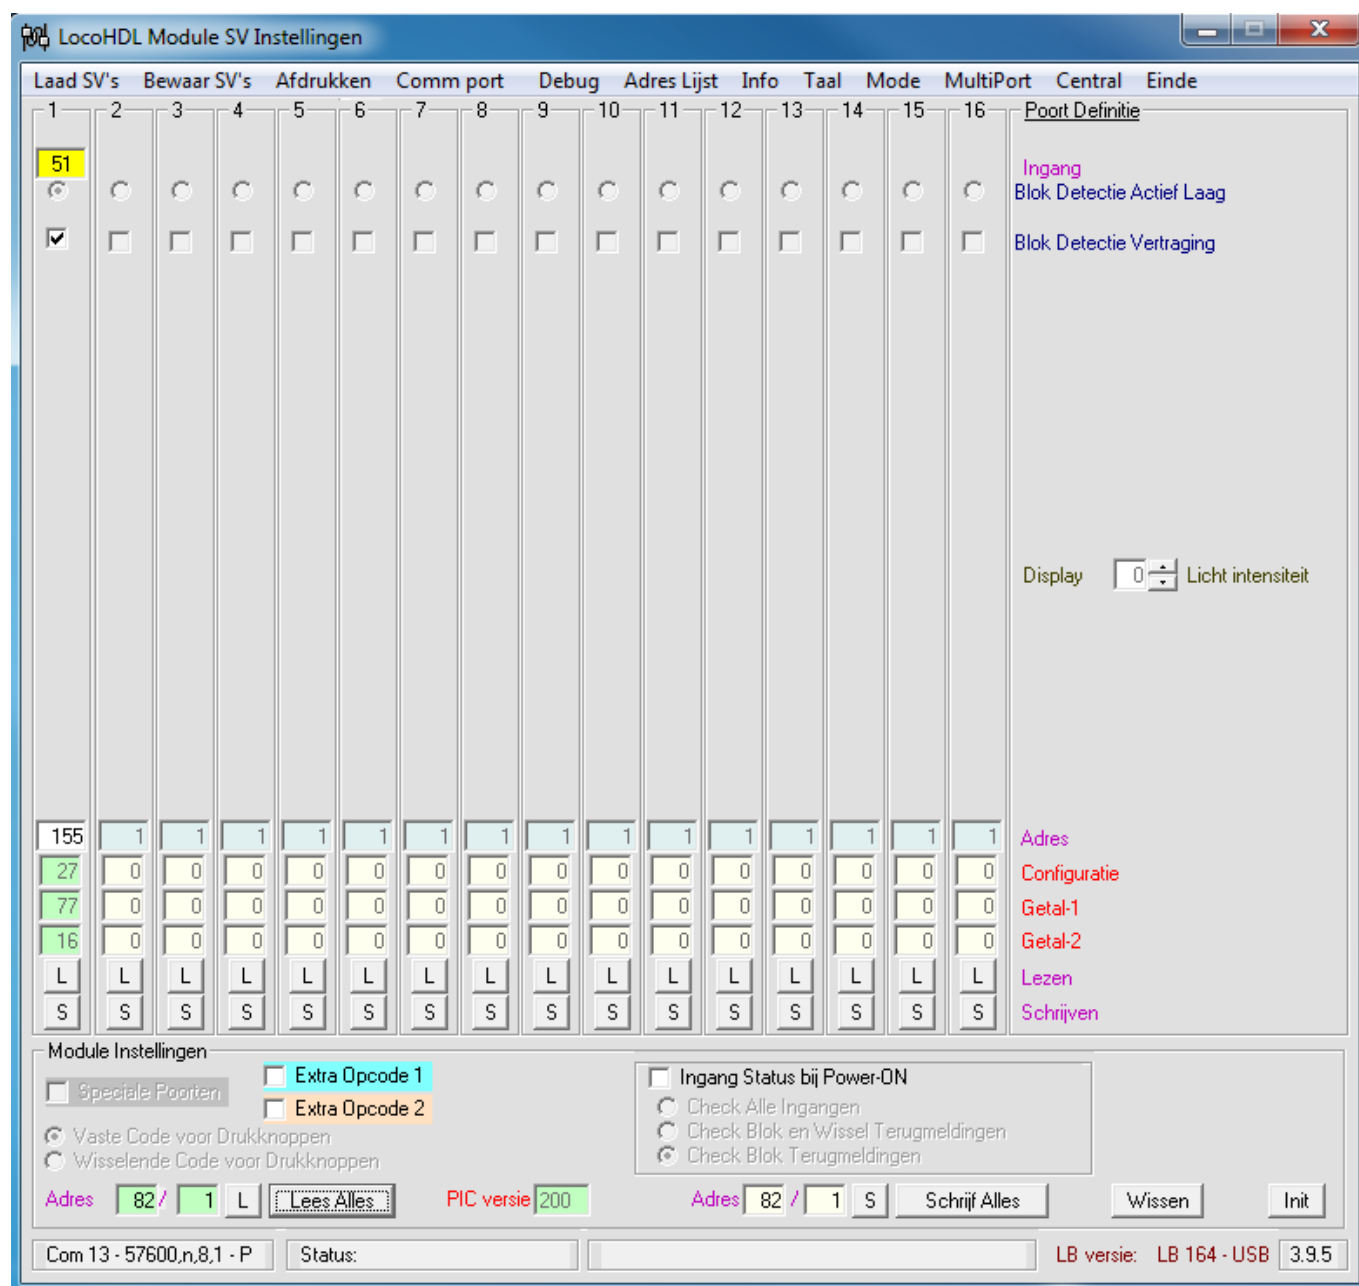 LocoHDL Module SV Instellingen
Laad SV's Bewaar SV's Afdrukken Comm port Debug Adres Lijst Info Taal Mode MultiPort Central Einde
1 2 3 4 5 6 7 8 9 10 11 12 13 14 15 16 Poort Definitie
51
Ingang
Blok Detectie Actief Laag
Blok Detectie Vertraging
Display 0 Licht intensiteit
155 1 1 1 1 1 1 1 1 1 1 1 1 1 1 1 Adres
27 0 0 0 0 0 0 0 0 0 0 0 0 0 0 0 Configuratie
77 0 0 0 0 0 0 0 0 0 0 0 0 0 0 0 Getal-1
16 0 0 0 0 0 0 0 0 0 0 0 0 0 0 0 Getal-2
L L L L L L L L L L L L L L L L Lezen
S S S S S S S S S S S S S S S S Schrijven
Module Instellingen
Speciale Poorten
Extra Opcode 1
Extra Opcode 2
Vaste Code voor Drukknoppen
Wisselende Code voor Drukknoppen
Ingang Status bij Power-ON
Check Alle Ingangen
Check Blok en Wissel Terugmeldingen
Check Blok Terugmeldingen
Adres 82 / 1 L Lees Alles PIC versie 200 Adres 82 / 1 S Schrijf Alles Wissen Init
Com 13 - 57600,n,8,1 - P Status: LB versie: LB 164 - USB 3.9.5